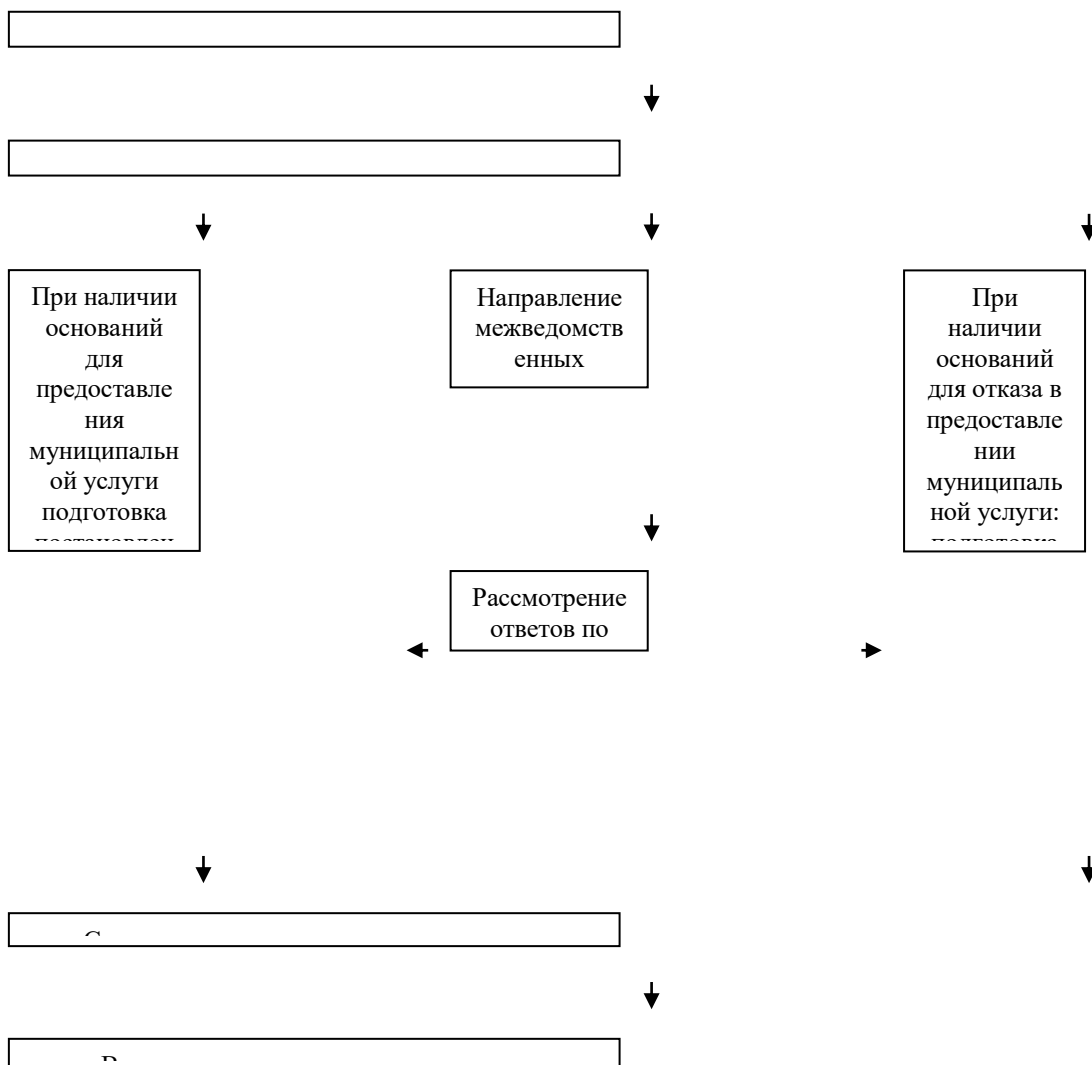 При наличии
оснований
для
предоставле
ния
муниципальн
ой услуги
подготовка
Направление
межведомств
енных
При
наличии
оснований
для отказа в
предоставле
нии
муниципаль
ной услуги:
Рассмотрение
ответов по